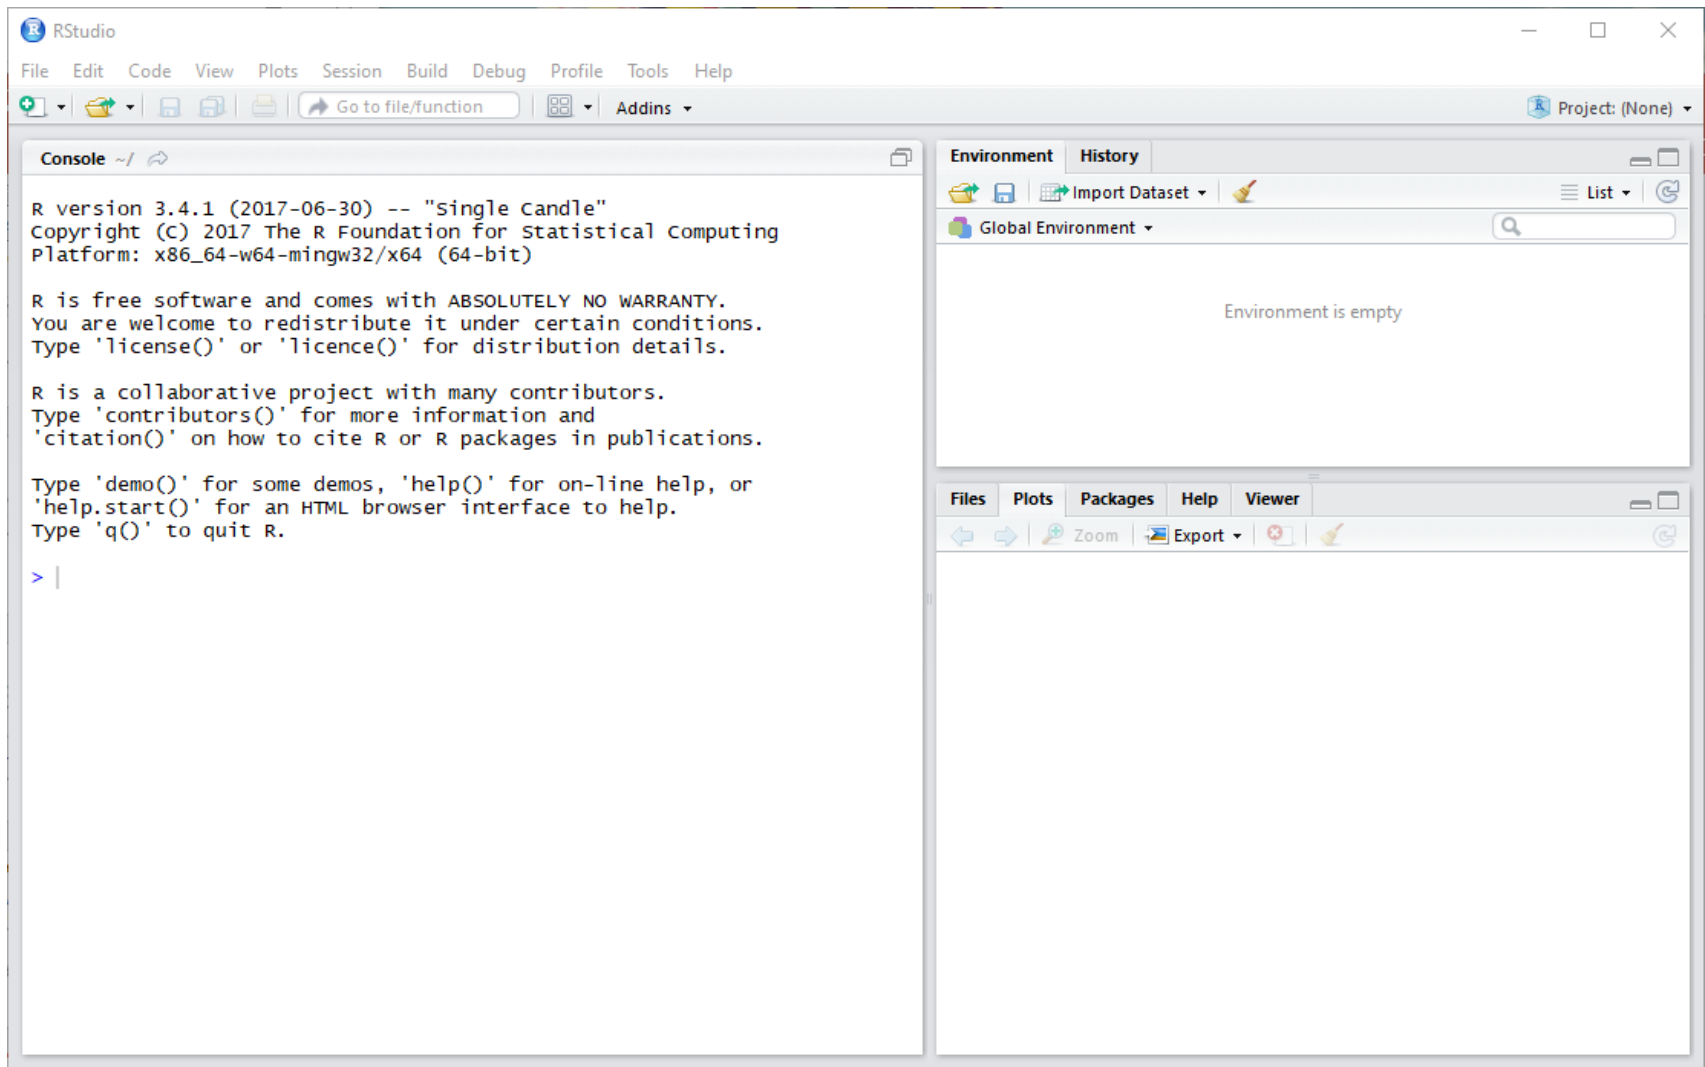 RStudio
File Edit Code View Plots Session Build Debug Profile Tools Help
Go to file/function Addins Project: (None)
Console ~/
R version 3.4.1 (2017-06-30) -- "Single Candle"
Copyright (C) 2017 The R Foundation for Statistical Computing
Platform: x86_64-w64-mingw32/x64 (64-bit)
R is free software and comes with ABSOLUTELY NO WARRANTY.
You are welcome to redistribute it under certain conditions.
Type 'license()' or 'licence()' for distribution details.
R is a collaborative project with many contributors.
Type 'contributors()' for more information and
'citation()' on how to cite R or R packages in publications.
Type 'demo()' for some demos, 'help()' for on-line help, or
'help.start()' for an HTML browser interface to help.
Type 'q()' to quit R.
>
Environment History
Import Dataset List
Global Environment
Environment is empty
Files Plots Packages Help Viewer
Zoom Export